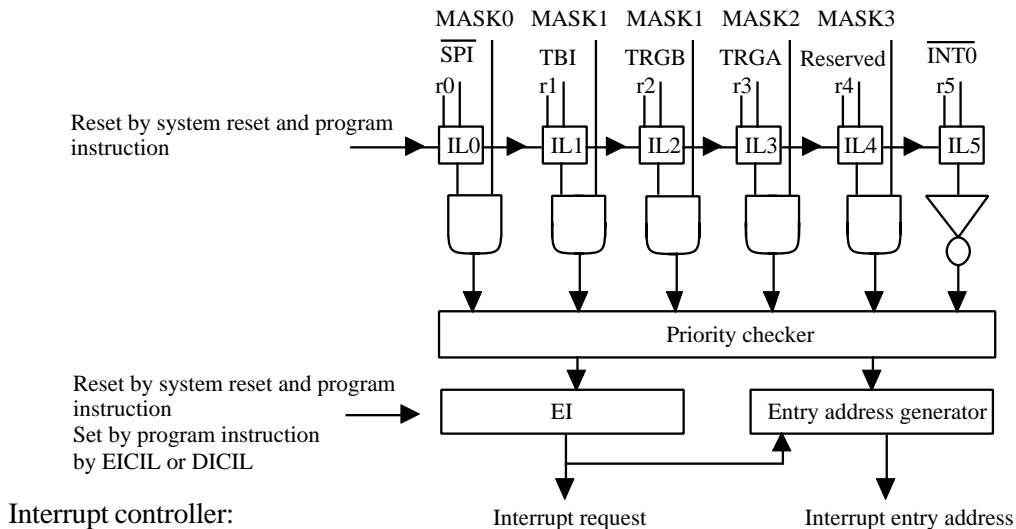 MASK0 MASK1 MASK1 MASK2 MASK3
SPI TBI TRGB TRGA Reserved INT0
r0 r1 r2 r3 r4 r5
Reset by system reset and program
instruction
IL0 IL1 IL2 IL3 IL4 IL5
Priority checker
Reset by system reset and program
instruction
Set by program instruction
by EICIL or DICIL
EI
Entry address generator
Interrupt controller:
Interrupt request
Interrupt entry address